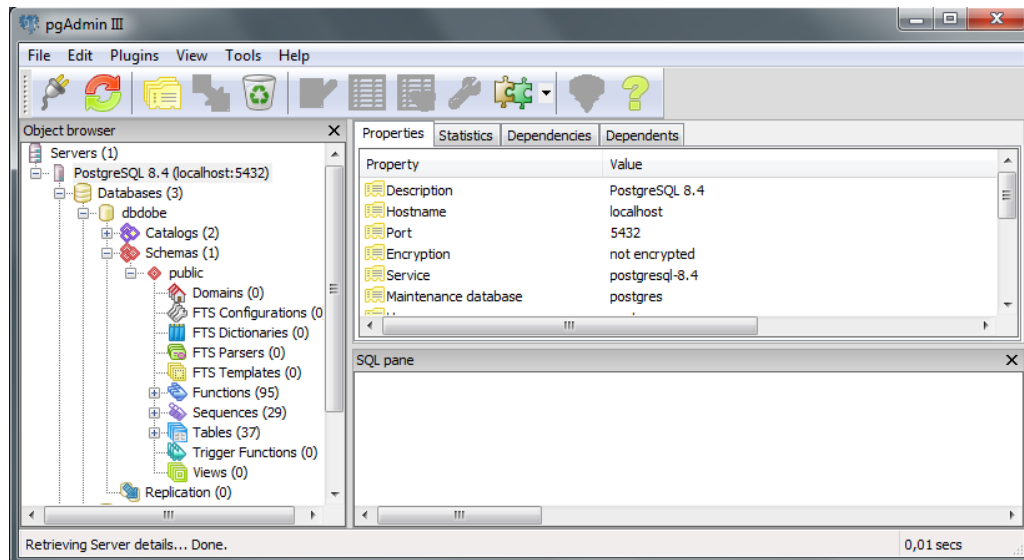 pgAdmin III
File Edit Plugins View Tools Help
Object browser
Servers (1)
PostgreSQL 8.4 (localhost:5432)
Databases (3)
dbdobe
Catalogs (2)
Schemas (1)
public
Domains (0)
FTS Configurations (0
FTS Dictionaries (0)
FTS Parsers (0)
FTS Templates (0)
Functions (95)
Sequences (29)
Tables (37)
Trigger Functions (0)
Views (0)
Replication (0)
Properties Statistics Dependencies Dependents
Property Value
Description PostgreSQL 8.4
Hostname localhost
Port 5432
Encryption not encrypted
Service postgresql-8.4
Maintenance database postgres
SQL pane
Retrieving Server details... Done. 0,01 secs